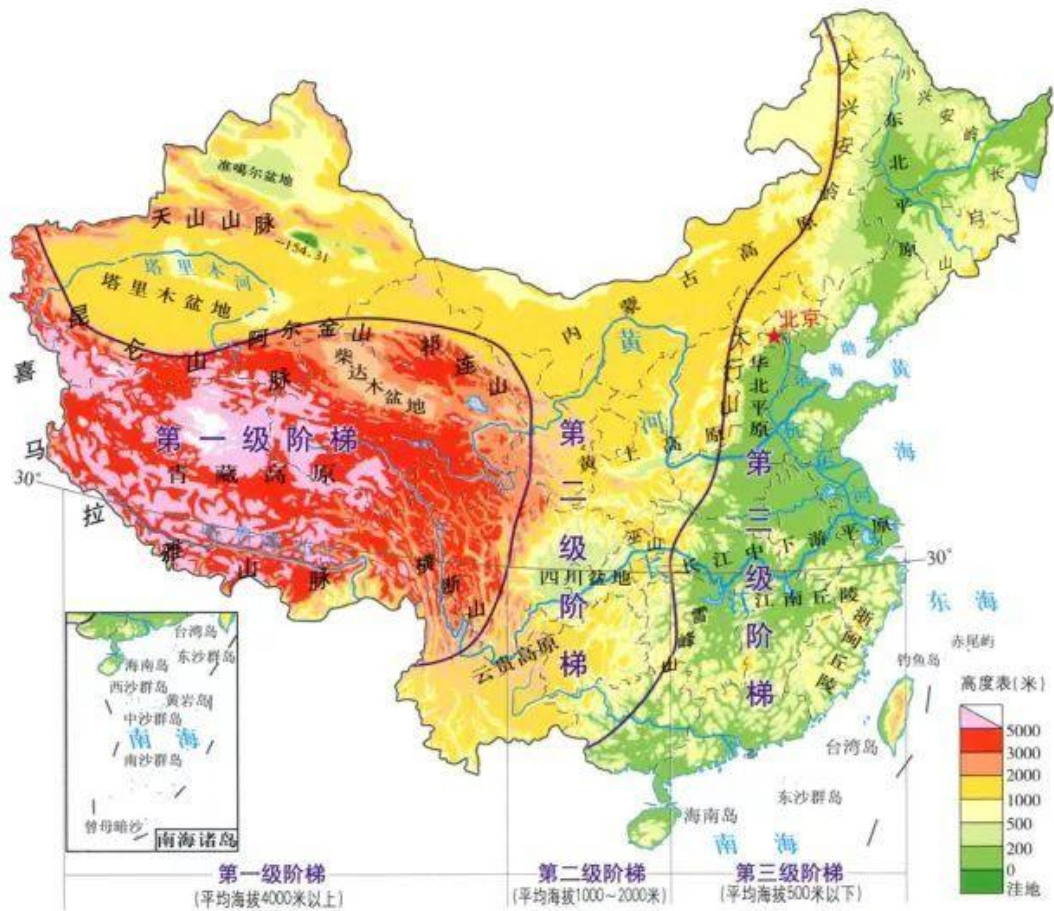 大兴安岭
小兴安岭
东北平原
长白山
准噶尔盆地
天山山脉
-154.31
塔里木河
塔里木盆地
内蒙古高原
北京
昆仑山脉
阿尔金山
祁连山
柴达木盆地
太行山
华北平原
渤海
黄海
黄河
喜马拉雅山脉
第一级阶梯
青藏高原
第二级阶梯
黄土高原
第三级阶梯
30°
30°
横断山
四川盆地
巫山
长江中下游平原
长江
雪峰山
江南丘陵
浙闽丘陵
云贵高原
东海
赤尾屿
钓鱼岛
台湾岛
东沙群岛
海南岛
南海
台湾岛
东沙群岛
海南岛
西沙群岛
黄岩岛
中沙群岛
南海
南沙群岛
曾母暗沙
南海诸岛
高度表(米)
5000
3000
2000
1000
500
200
0
洼地
第一级阶梯
(平均海拔4000米以上)
第二级阶梯
(平均海拔1000～2000米)
第三级阶梯
(平均海拔500米以下)